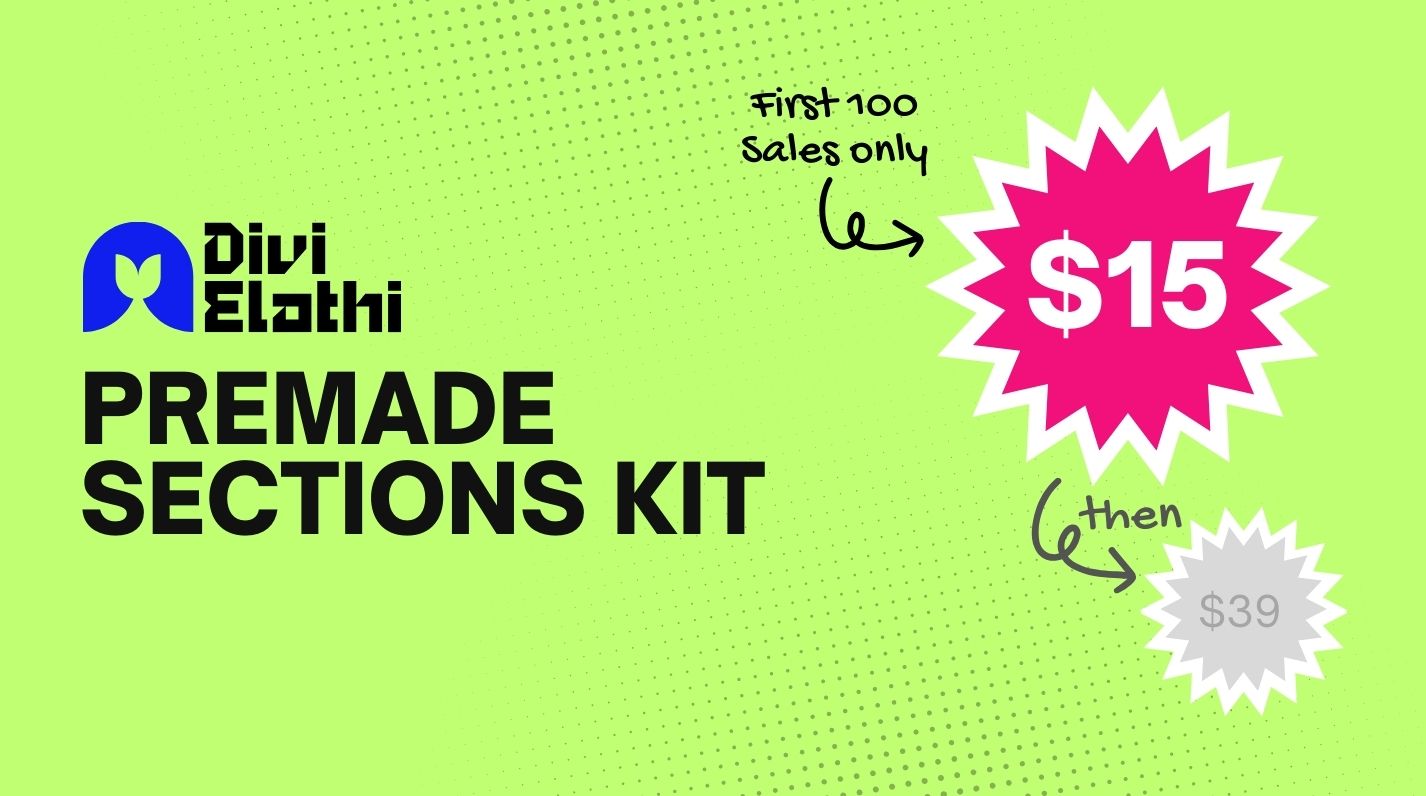 First 100
Sales only
$15
Divi
Elathi
PREMADE
SECTIONS KIT
then
$39